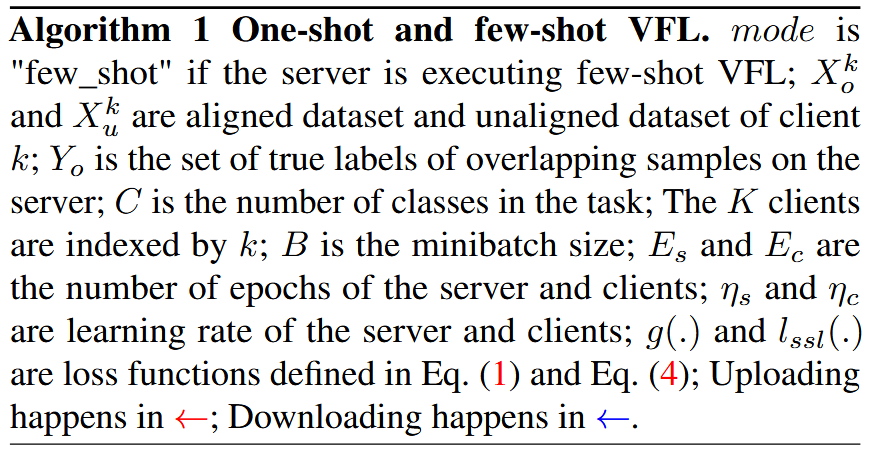 Algorithm 1 One-shot and few-shot VFL. mode is
"few_shot" if the server is executing few-shot VFL; $X_o^k$
and $X_u^k$ are aligned dataset and unaligned dataset of client
$k$; $Y_o$ is the set of true labels of overlapping samples on the
server; $C$ is the number of classes in the task; The $K$ clients
are indexed by $k$; $B$ is the minibatch size; $E_s$ and $E_c$ are
the number of epochs of the server and clients; $\eta_s$ and $\eta_c$
are learning rate of the server and clients; $g(.)$ and $l_{ssl}(.)$
are loss functions defined in Eq. (1) and Eq. (4); Uploading
happens in ←; Downloading happens in ←.